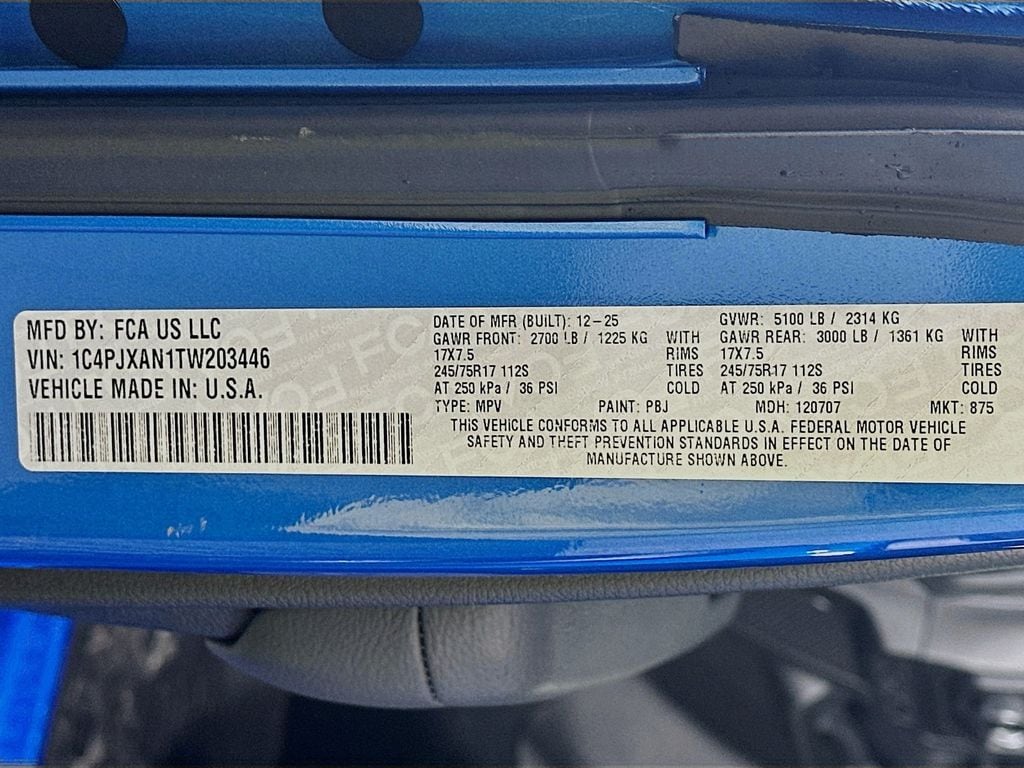 MFD BY: FCA US LLC
VIN: 1C4PJXAN1TW203446
VEHICLE MADE IN: U.S.A.
DATE OF MFR (BUILT): 12-25
GAWR FRONT: 2700 LB / 1225 KG WITH
17X7.5 RIMS
245/75R17 112S TIRES
AT 250 kPa / 36 PSI COLD
GVWR: 5100 LB / 2314 KG
GAWR REAR: 3000 LB / 1361 KG WITH
17X7.5 RIMS
245/75R17 112S TIRES
AT 250 kPa / 36 PSI COLD
TYPE: MPV PAINT: PBJ MDH: 120707 MKT: 875
THIS VEHICLE CONFORMS TO ALL APPLICABLE U.S.A. FEDERAL MOTOR VEHICLE
SAFETY AND THEFT PREVENTION STANDARDS IN EFFECT ON THE DATE OF
MANUFACTURE SHOWN ABOVE.